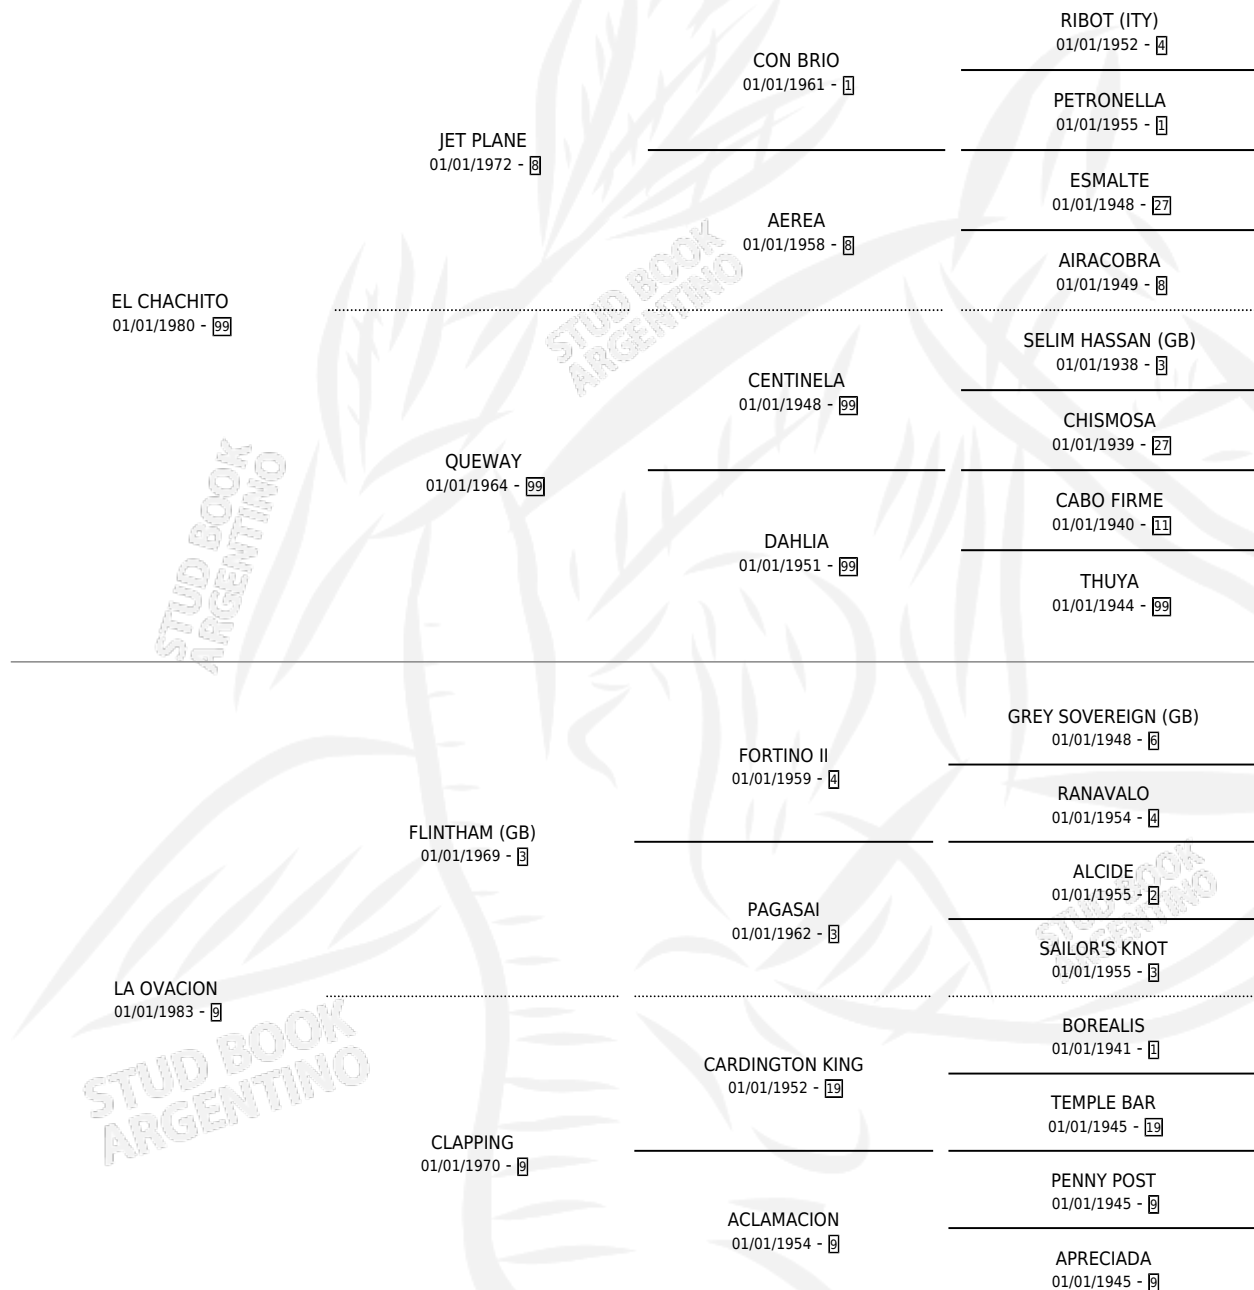 RIBOT (ITY)
01/01/1952 - 4
CON BRIO
01/01/1961 - 1
PETRONELLA
01/01/1955 - 1
JET PLANE
01/01/1972 - 8
ESMALTE
01/01/1948 - 27
AEREA
01/01/1958 - 8
AIRACOBRA
01/01/1949 - 8
EL CHACHITO
01/01/1980 - 99
SELIM HASSAN (GB)
01/01/1938 - 3
CENTINELA
01/01/1948 - 99
CHISMOSA
01/01/1939 - 27
QUEWAY
01/01/1964 - 99
CABO FIRME
01/01/1940 - 11
DAHLIA
01/01/1951 - 99
THUYA
01/01/1944 - 99
STUD BOOK
ARGENTINO
STUD BOOK
ARGENTINO
GREY SOVEREIGN (GB)
01/01/1948 - 6
FORTINO II
01/01/1959 - 4
RANAVALO
01/01/1954 - 4
FLINTHAM (GB)
01/01/1969 - 3
ALCIDE
01/01/1955 - 2
PAGASAI
01/01/1962 - 3
SAILOR'S KNOT
01/01/1955 - 3
LA OVACION
01/01/1983 - 9
BOREALIS
01/01/1941 - 1
CARDINGTON KING
01/01/1952 - 19
TEMPLE BAR
01/01/1945 - 19
CLAPPING
01/01/1970 - 9
PENNY POST
01/01/1945 - 9
ACLAMACION
01/01/1954 - 9
APRECIADA
01/01/1945 - 9
STUD BOOK
ARGENTINO
STUD BOOK
ARGENTINO